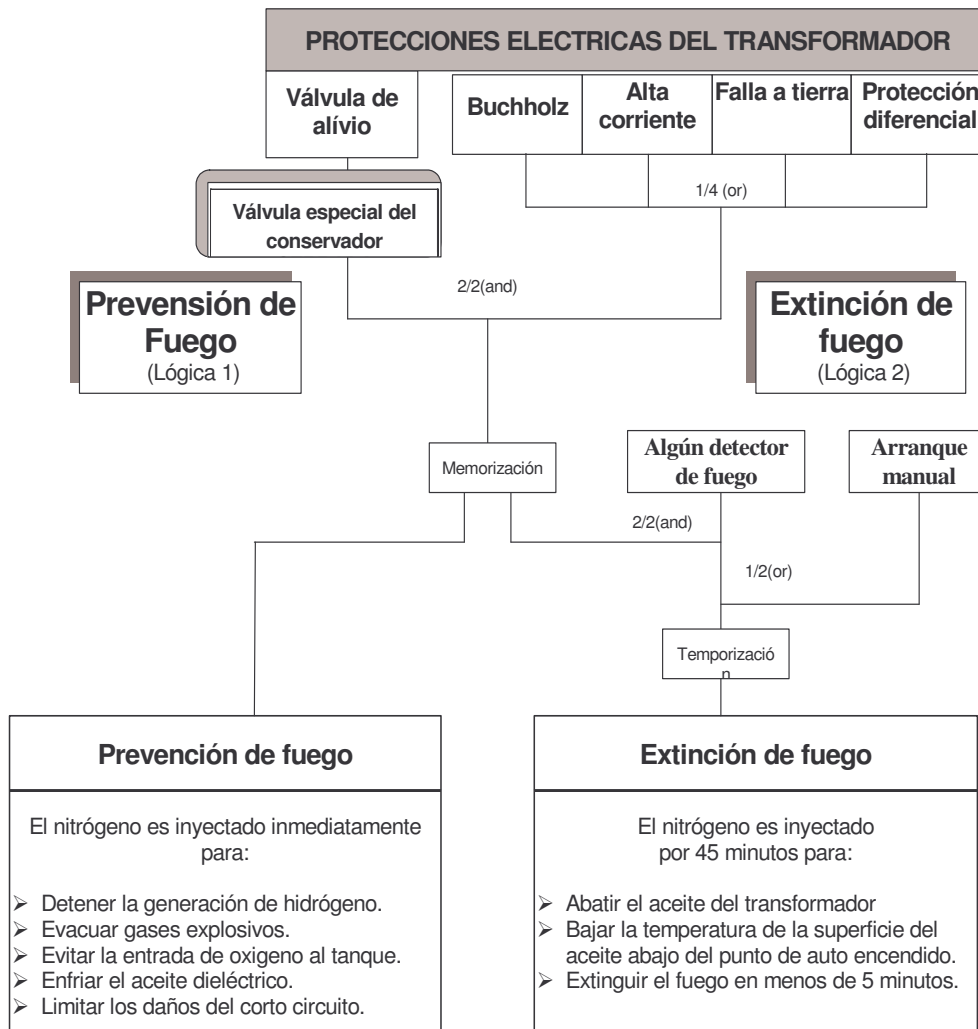 PROTECCIONES ELECTRICAS DEL TRANSFORMADOR
Válvula de
alívio
Buchholz
Alta
corriente
Falla a tierra
Protección
diferencial
1/4 (or)
Válvula especial del
conservador
2/2(and)
Prevensión de
Fuego
(Lógica 1)
Extinción de
fuego
(Lógica 2)
Memorización
Algún detector
de fuego
Arranque
manual
2/2(and)
1/2(or)
Temporizació
n
Prevención de fuego
El nitrógeno es inyectado inmediatamente
para:
➢ Detener la generación de hidrógeno.
➢ Evacuar gases explosivos.
➢ Evitar la entrada de oxigeno al tanque.
➢ Enfriar el aceite dieléctrico.
➢ Limitar los daños del corto circuito.
Extinción de fuego
El nitrógeno es inyectado
por 45 minutos para:
➢ Abatir el aceite del transformador
➢ Bajar la temperatura de la superficie del
aceite abajo del punto de auto encendido.
➢ Extinguir el fuego en menos de 5 minutos.